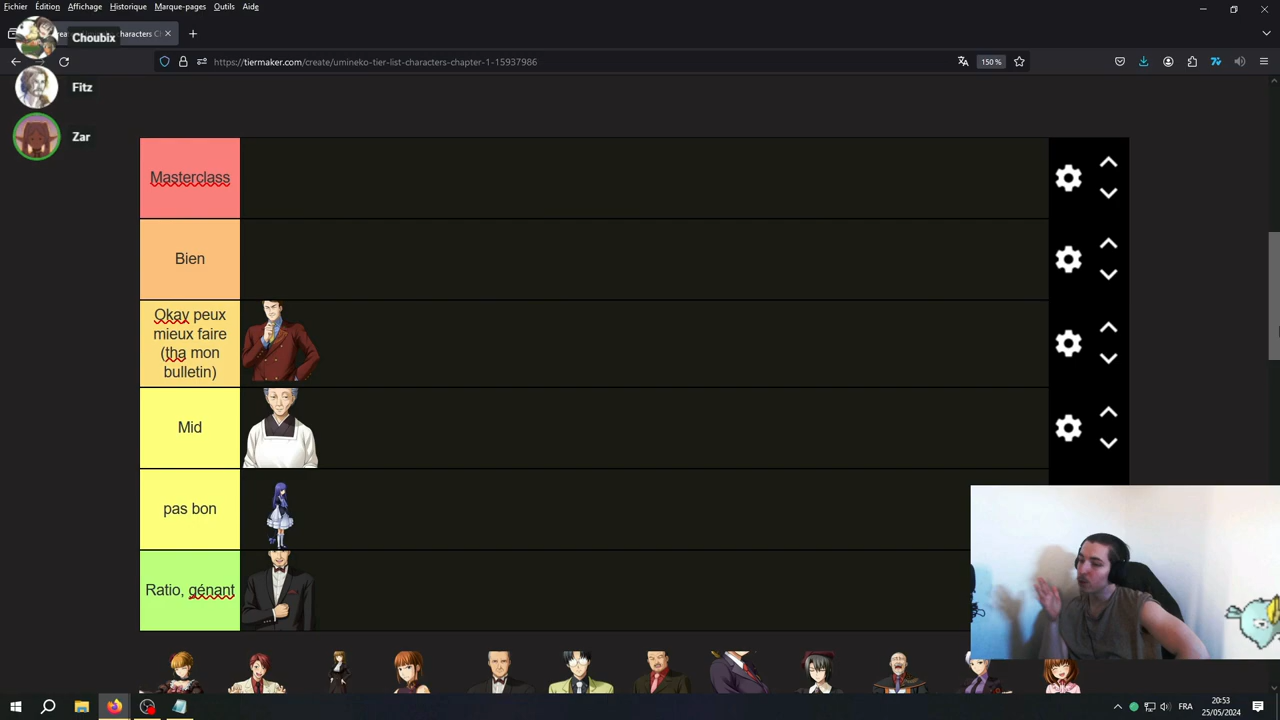 Fichier Édition Affichage Historique Marque-pages Outils Aide
Choubix
characters C
https://tiermaker.com/create/umineko-tier-list-characters-chapter-1-15937986
150 %
Fitz
Zar
Masterclass
Bien
Okay peux
mieux faire
(tha mon
bulletin)
Mid
pas bon
Ratio, génant
FRA
20:53
25/05/2024